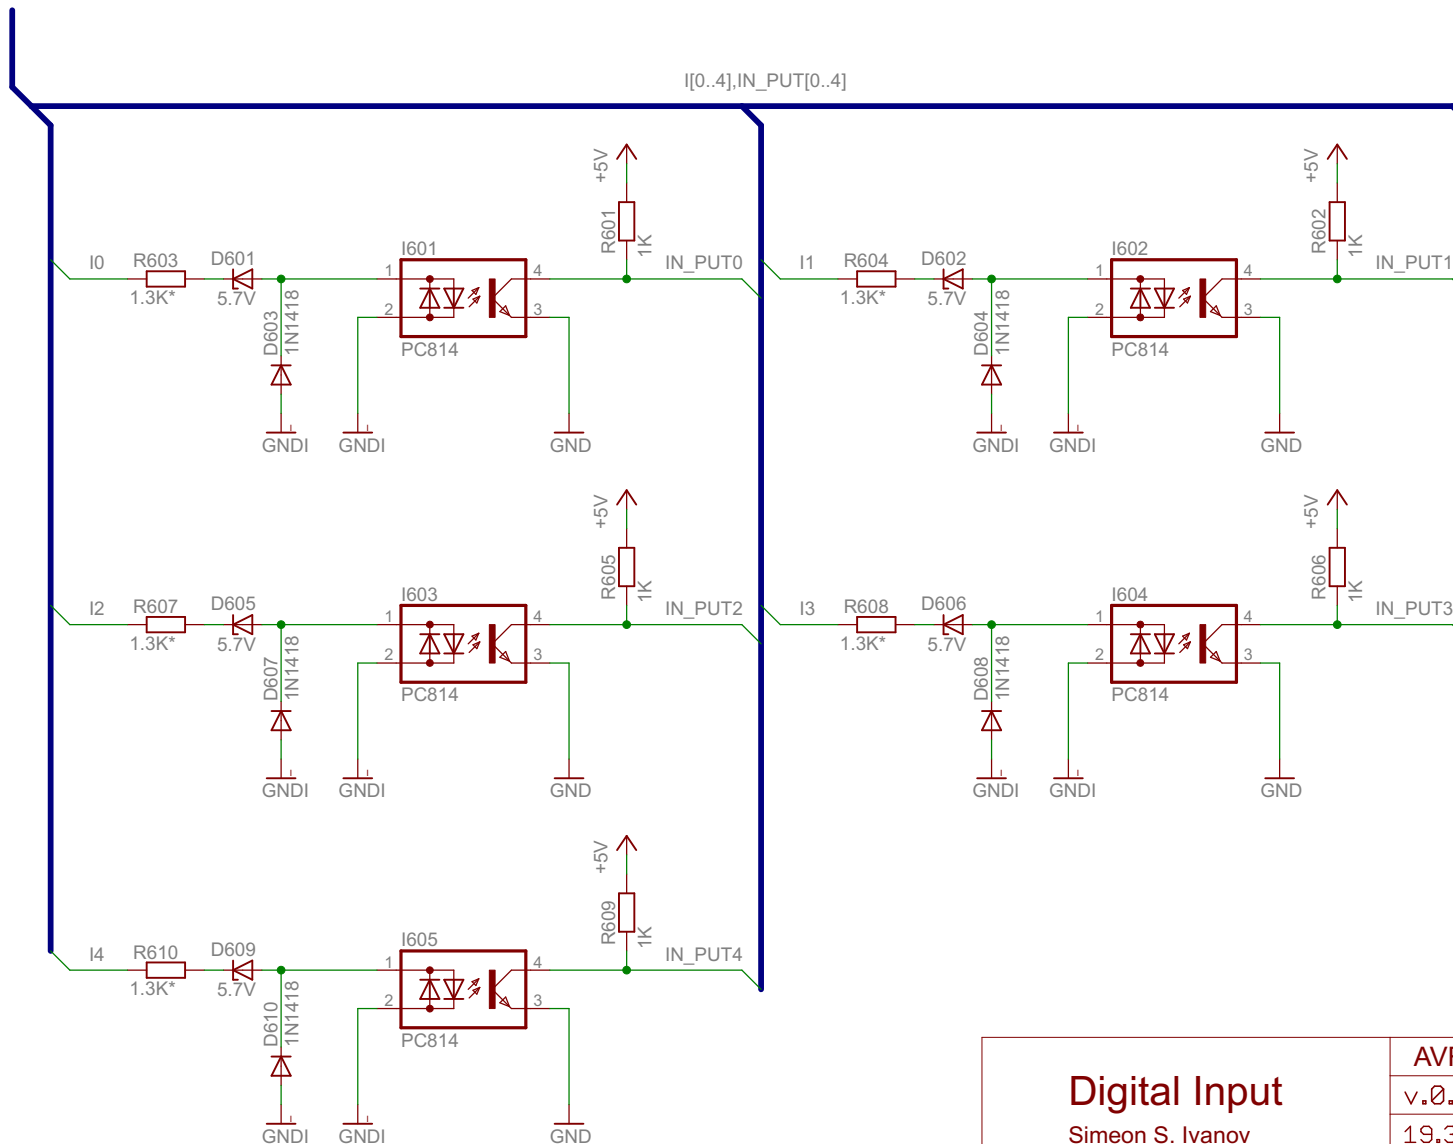 I[0..4],IN_PUT[0..4]
+5V
R601
1K
I0
R603
1.3K*
D601
5.7V
D603
1N1418
I601
1
2
4
3
PC814
IN_PUT0
GNDI
GNDI
GND
+5V
R602
1K
I1
R604
1.3K*
D602
5.7V
D604
1N1418
I602
1
2
4
3
PC814
IN_PUT1
GNDI
GNDI
GND
+5V
R605
1K
I2
R607
1.3K*
D605
5.7V
D607
1N1418
I603
1
2
4
3
PC814
IN_PUT2
GNDI
GNDI
GND
+5V
R606
1K
I3
R608
1.3K*
D606
5.7V
D608
1N1418
I604
1
2
4
3
PC814
IN_PUT3
GNDI
GNDI
GND
+5V
R609
1K
I4
R610
1.3K*
D609
5.7V
D610
1N1418
I605
1
2
4
3
PC814
IN_PUT4
GNDI
GNDI
GND
Digital Input
Simeon S. Ivanov
v.0.